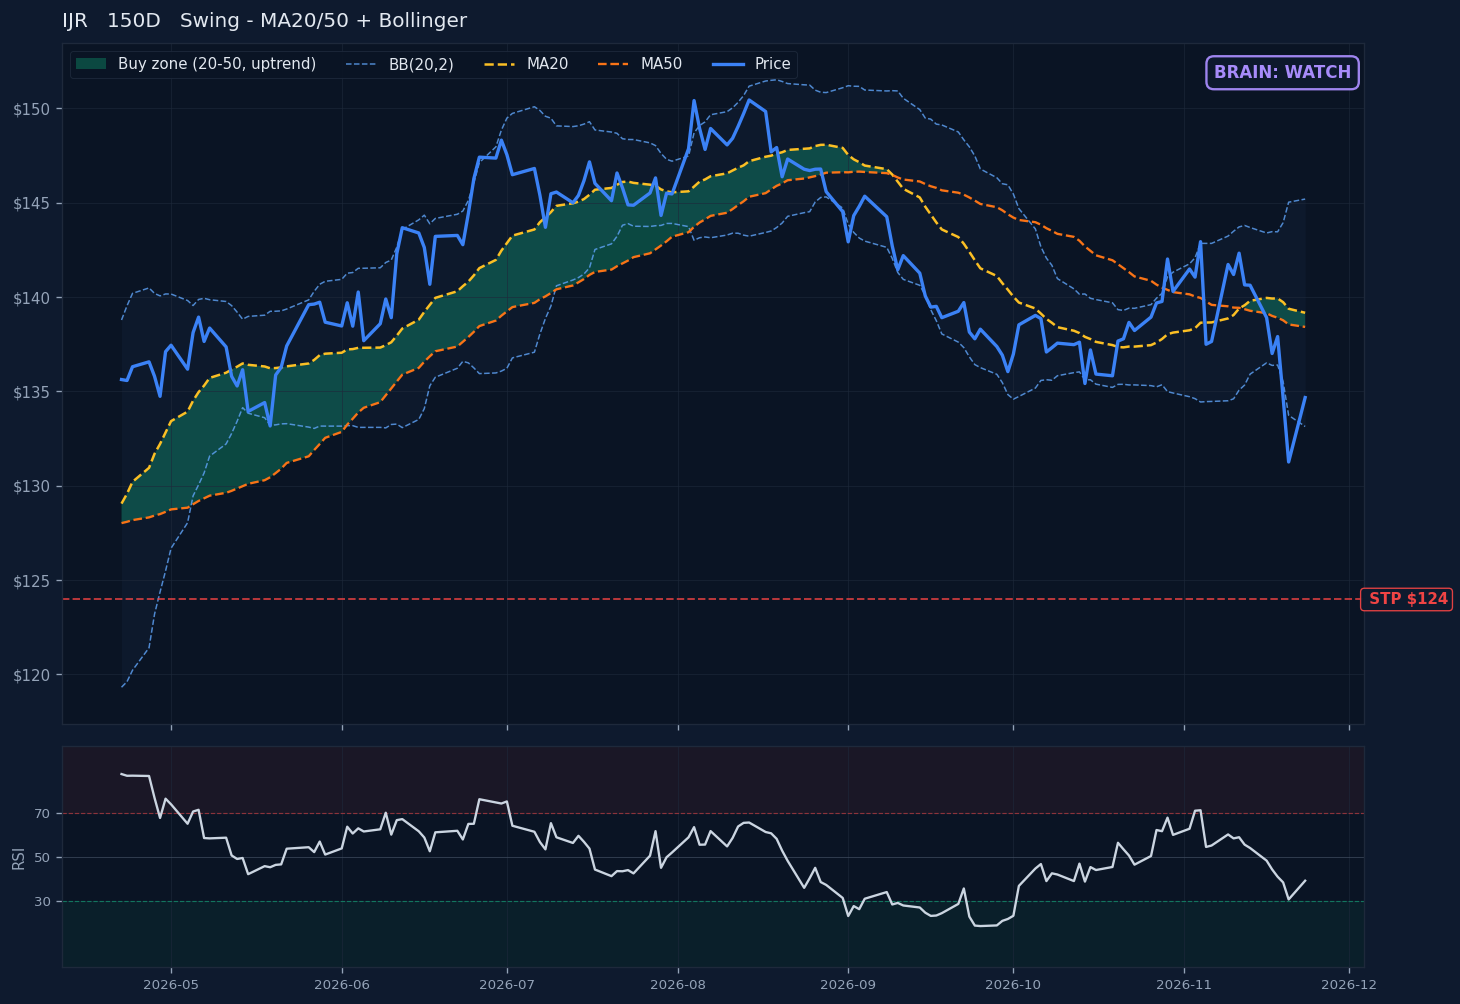 IJR   150D   Swing - MA20/50 + Bollinger
Buy zone (20-50, uptrend)   BB(20,2)   MA20   MA50   Price
BRAIN: WATCH
$150
$145
$140
$135
$130
$125
$120
STP $124
RSI
70
50
30
2026-05   2026-06   2026-07   2026-08   2026-09   2026-10   2026-11   2026-12